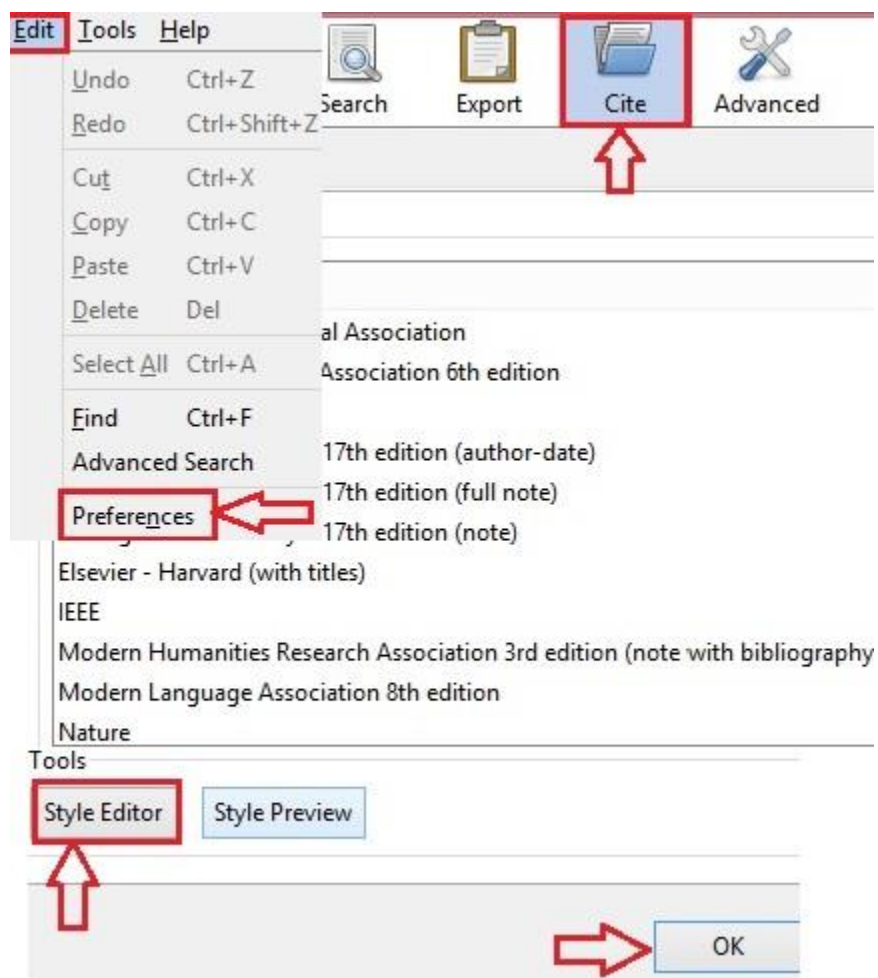 Edit Tools Help
Undo Ctrl+Z
Redo Ctrl+Shift+Z
Cut Ctrl+X
Copy Ctrl+C
Paste Ctrl+V
Delete Del
Select All Ctrl+A
Find Ctrl+F
Advanced Search
Preferences
Search Export Cite Advanced
al Association
Association 6th edition
17th edition (author-date)
17th edition (full note)
17th edition (note)
Elsevier - Harvard (with titles)
IEEE
Modern Humanities Research Association 3rd edition (note with bibliography
Modern Language Association 8th edition
Nature
Tools
Style Editor Style Preview
OK